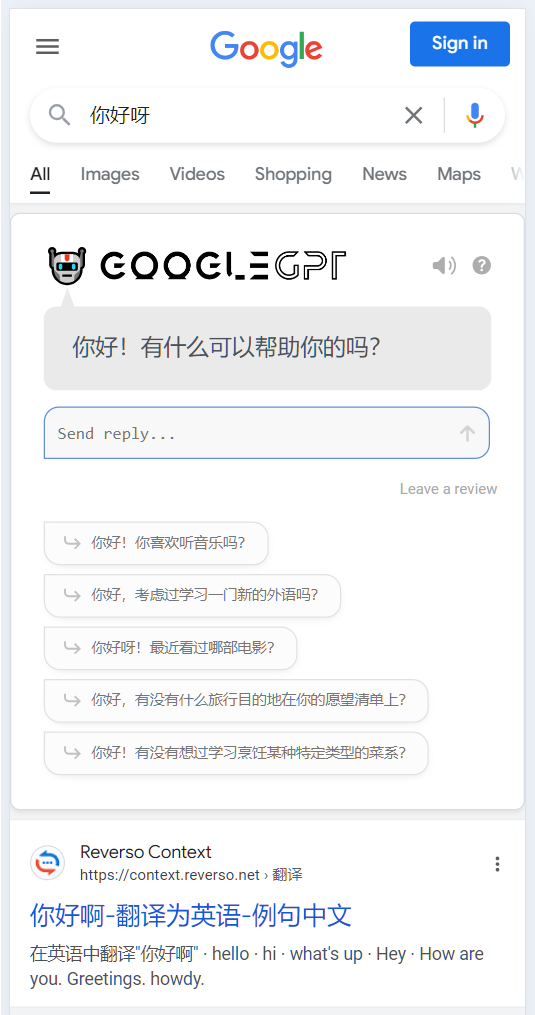 Google
Sign in
你好呀
All Images Videos Shopping News Maps
GOOGLEGPT
你好！有什么可以帮助你的吗？
Send reply...
Leave a review
你好！你喜欢听音乐吗？
你好，考虑过学习一门新的外语吗？
你好呀！最近看过哪部电影？
你好，有没有什么旅行目的地在你的愿望清单上？
你好！有没有想过学习烹饪某种特定类型的菜系？
Reverso Context
https://context.reverso.net › 翻译
你好啊-翻译为英语-例句中文
在英语中翻译"你好啊" · hello · hi · what's up · Hey · How are
you. Greetings. howdy.